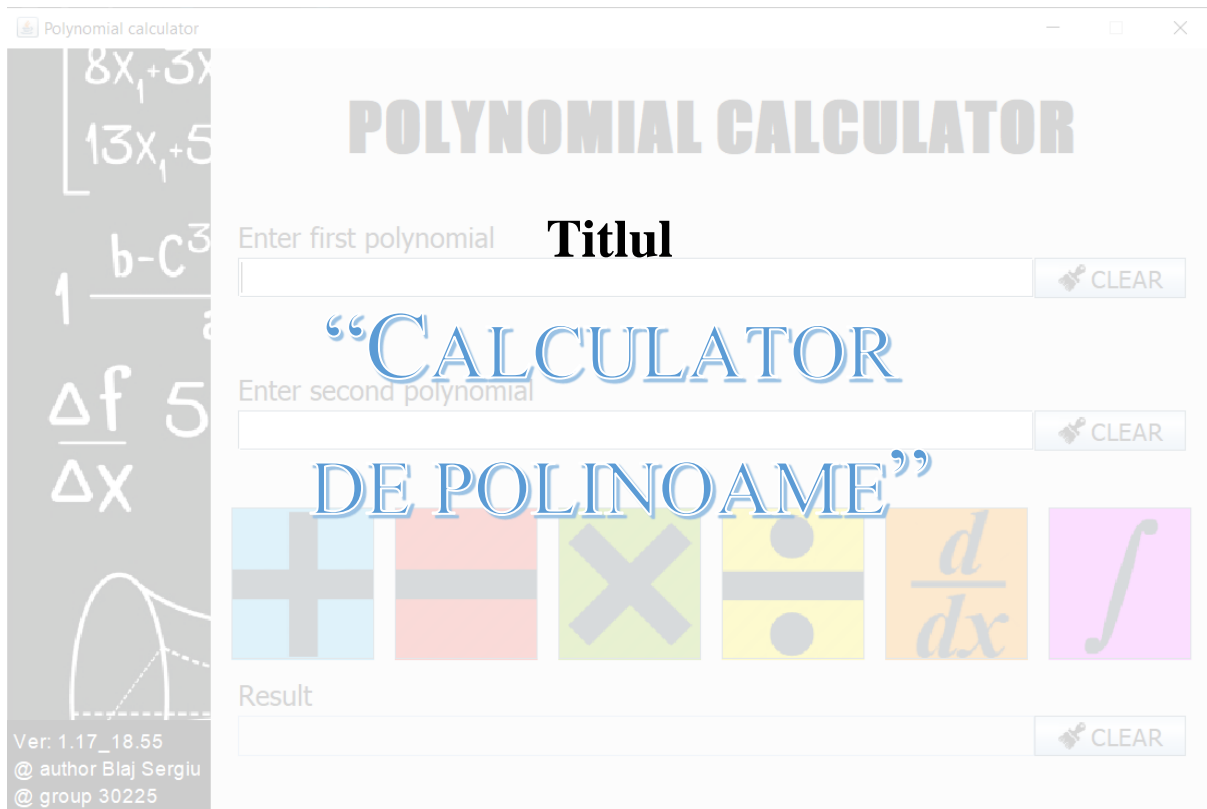 Polynomial calculator
8x₁+3x
13x₁+5
POLYNOMIAL CALCULATOR
b-c³
1
a
Enter first polynomial
Titlul
CLEAR
“CALCULATOR
Δf 5
Δx
Enter second polynomial
CLEAR
DE POLINOAME”
+ − × ÷ d/dx ∫
Result
CLEAR
Ver: 1.17_18.55
@ author Blaj Sergiu
@ group 30225